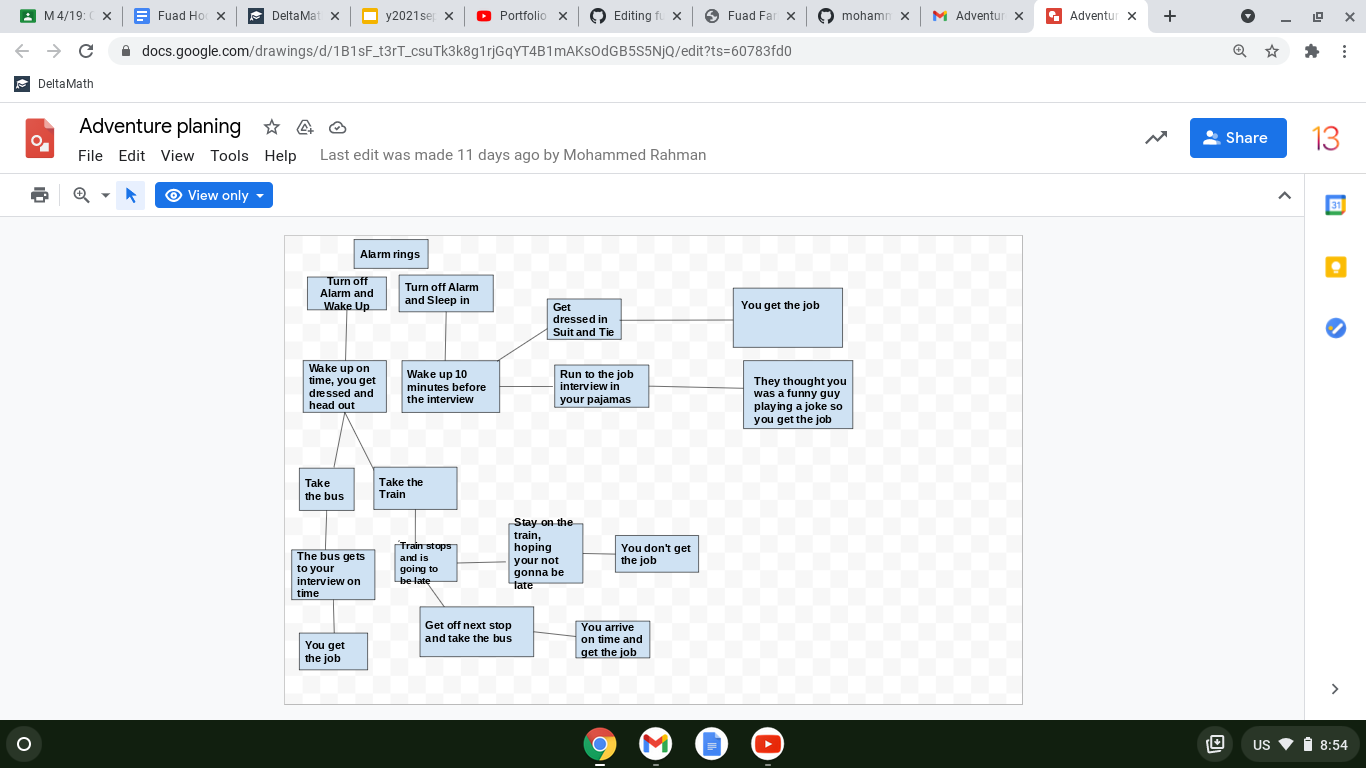 M 4/19: 
Fuad Ho
DeltaMat
y2021se
Portfolio
Editing f
Fuad Far
moham
Adventur
Adventur
docs.google.com/drawings/d/1B1sF_t3rT_csuTk3k8g1rjGqYT4B1mAKsOdGB5S5NjQ/edit?ts=60783fd0
DeltaMath
Adventure planing
File Edit View Tools Help Last edit was made 11 days ago by Mohammed Rahman
Share
13
View only
31
Alarm rings
Turn off
Alarm and
Wake Up
Turn off Alarm
and Sleep in
Get
dressed in
Suit and Tie
You get the job
Wake up on
time, you get
dressed and
head out
Wake up 10
minutes before
the interview
Run to the job
interview in
your pajamas
They thought you
was a funny guy
playing a joke so
you get the job
Take
the bus
Take the
Train
The bus gets
to your
interview on
time
Train stops
and is
going to
be late
Stay on the
train,
hoping
your not
gonna be
late
You don't get
the job
You get
the job
Get off next stop
and take the bus
You arrive
on time and
get the job
US 8:54